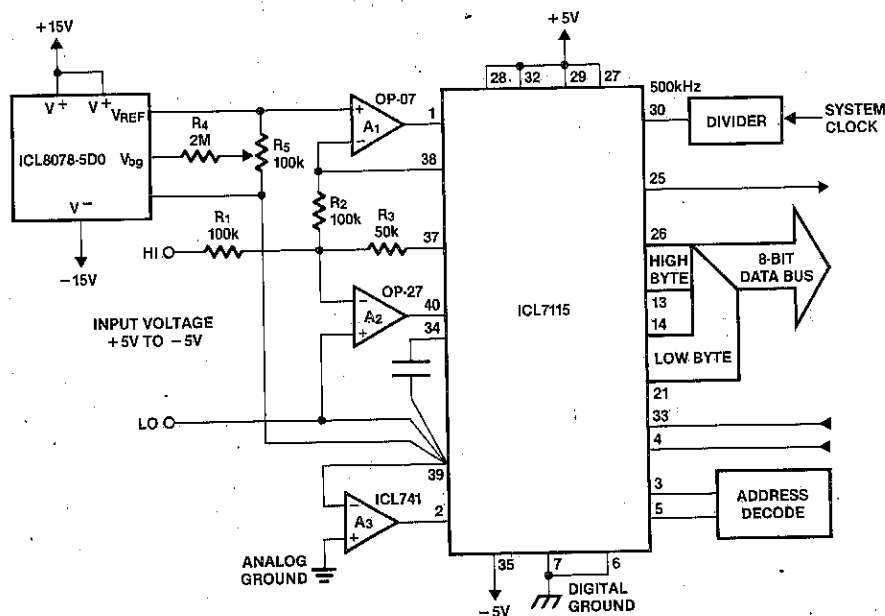 +15V
V+ V+
VREF
ICL8078-5D0
Vbg
V−
−15V
R4
2M
R5
100k
OP-07
+
A1
−
1
38
R2
100k
R3
50k
37
R1
100k
HI
OP-27
−
A2
+
40
34
INPUT VOLTAGE
+5V TO −5V
LO
39
ICL741
−
A3
+
2
ANALOG
GROUND
+5V
28 32 29 27
ICL7115
500kHz
30
DIVIDER
SYSTEM
CLOCK
25
26
HIGH
BYTE
8-BIT
DATA BUS
13
14
LOW BYTE
21
33
4
3
5
ADDRESS
DECODE
35
7
6
−5V
DIGITAL
GROUND